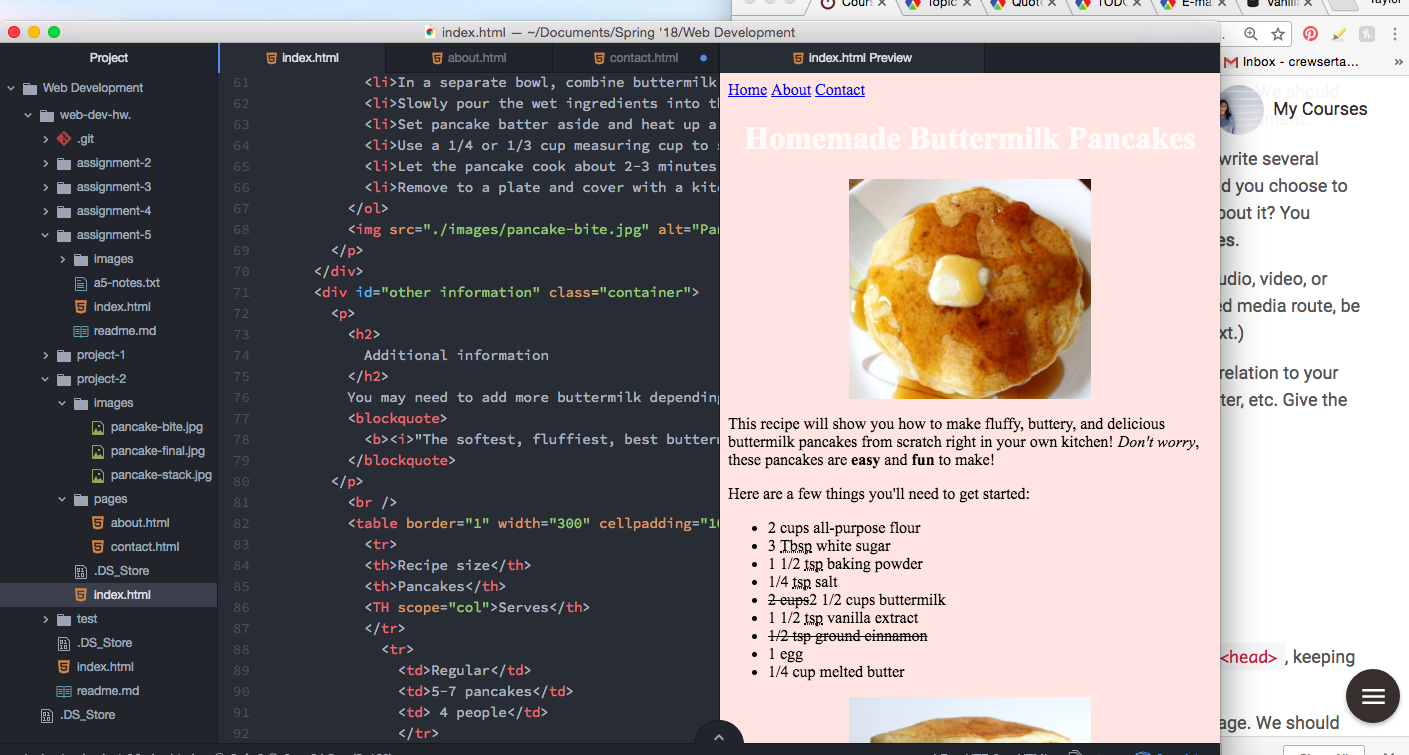 Cours
Topic
Quot
TODO
E-ma
Vanill
Taylor
index.html — ~/Documents/Spring '18/Web Development
Inbox - crewserta...
»
Project
index.html
about.html
contact.html
index.html Preview
Web Development
web-dev-hw.
.git
assignment-2
assignment-3
assignment-4
assignment-5
images
a5-notes.txt
index.html
readme.md
project-1
project-2
images
pancake-bite.jpg
pancake-final.jpg
pancake-stack.jpg
pages
about.html
contact.html
.DS_Store
index.html
test
.DS_Store
index.html
readme.md
.DS_Store
61 <li>In a separate bowl, combine buttermilk
62 <li>Slowly pour the wet ingredients into th
63 <li>Set pancake batter aside and heat up a
64 <li>Use a 1/4 or 1/3 cup measuring cup to s
65 <li>Let the pancake cook about 2-3 minutes
66 <li>Remove to a plate and cover with a kitc
67 </ol>
68 <img src="./images/pancake-bite.jpg" alt="Pan
69 </p>
70 </div>
71 <div id="other information" class="container">
72 <p>
73 <h2>
74 Additional information
75 </h2>
76 You may need to add more buttermilk depending
77 <blockquote>
78 <b><i>"The softest, fluffiest, best butterm
79 </blockquote>
80 </p>
81 <br />
82 <table border="1" width="300" cellpadding="10
83 <tr>
84 <th>Recipe size</th>
85 <th>Pancakes</th>
86 <TH scope="col">Serves</th>
87 </tr>
88 <tr>
89 <td>Regular</td>
90 <td>5-7 pancakes</td>
91 <td> 4 people</td>
92 </tr>
Home About Contact
Homemade Buttermilk Pancakes
This recipe will show you how to make fluffy, buttery, and delicious
buttermilk pancakes from scratch right in your own kitchen! Don't worry,
these pancakes are easy and fun to make!
Here are a few things you'll need to get started:
• 2 cups all-purpose flour
• 3 Tbsp white sugar
• 1 1/2 tsp baking powder
• 1/4 tsp salt
• 2 cups2 1/2 cups buttermilk
• 1 1/2 tsp vanilla extract
• 1/2 tsp ground cinnamon
• 1 egg
• 1/4 cup melted butter
We should
My Courses
write several
d you choose to
bout it? You
es.
udio, video, or
ed media route, be
xt.)
relation to your
ter, etc. Give the
<head> , keeping
age. We should